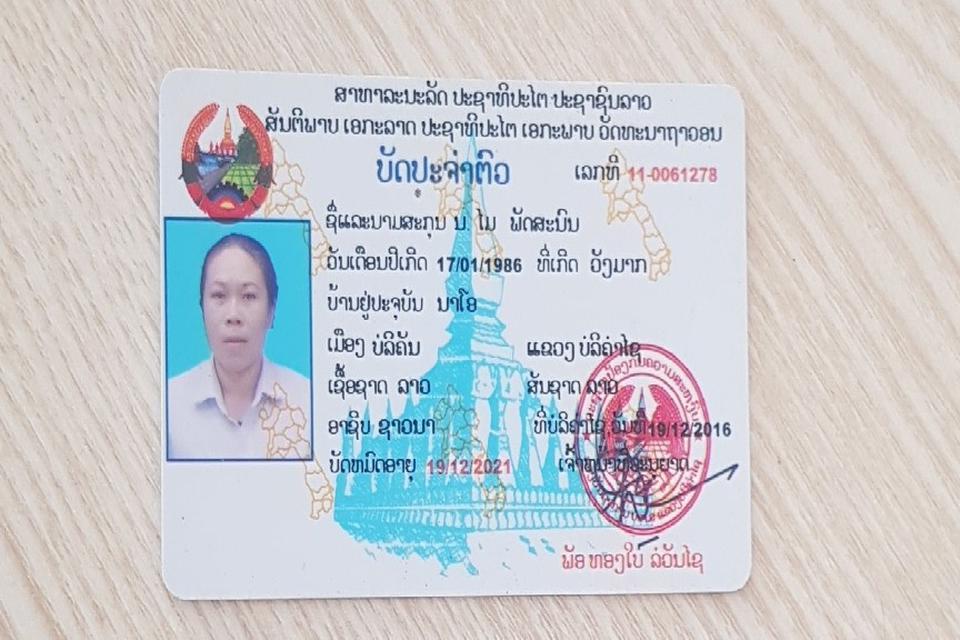 ສາທາລະນະລັດ ປະຊາທິປະໄຕ ປະຊາຊົນລາວ
ສັນຕິພາບ ເອກະລາດ ປະຊາທິປະໄຕ ເອກະພາບ ວັດທະນາຖາວອນ
ບັດປະຈຳຕົວ ເລກທີ 11-0061278
ຊື່ແລະນາມສະກຸນ ນ. ໄມ ພັດສະນົນ
ວັນເດືອນປີເກີດ 17/01/1986 ທີ່ເກີດ ວັງມາກ
ບ້ານຢູ່ປະຈຸບັນ ນາໂອ
ເມືອງ ບໍລິຄັນ ແຂວງ ບໍລິຄຳໄຊ
ເຊື້ອຊາດ ລາວ ສັນຊາດ ລາວ
ອາຊີບ ຊາວນາ ທີ່ບໍລິຄຳໄຊ ວັນທີ 19/12/2016
ບັດຫມົດອາຍຸ 19/12/2021 ເຈົ້າຫນ້າທີ່ອະນຸຍາດ
ພັອ ທອງໃບ ລໍວັນໄຊ